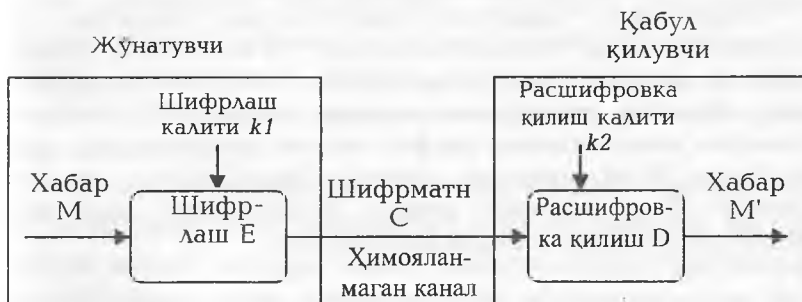 Жўнатувчи
Қабул
қилувчи
Шифрлаш
калити k1
Расшифровка
қилиш калити
k2
Хабар
M
Шифр-
лаш E
Шифрматн
C
Ҳимоялан-
маган канал
Расшифров-
ка қилиш D
Хабар
M'